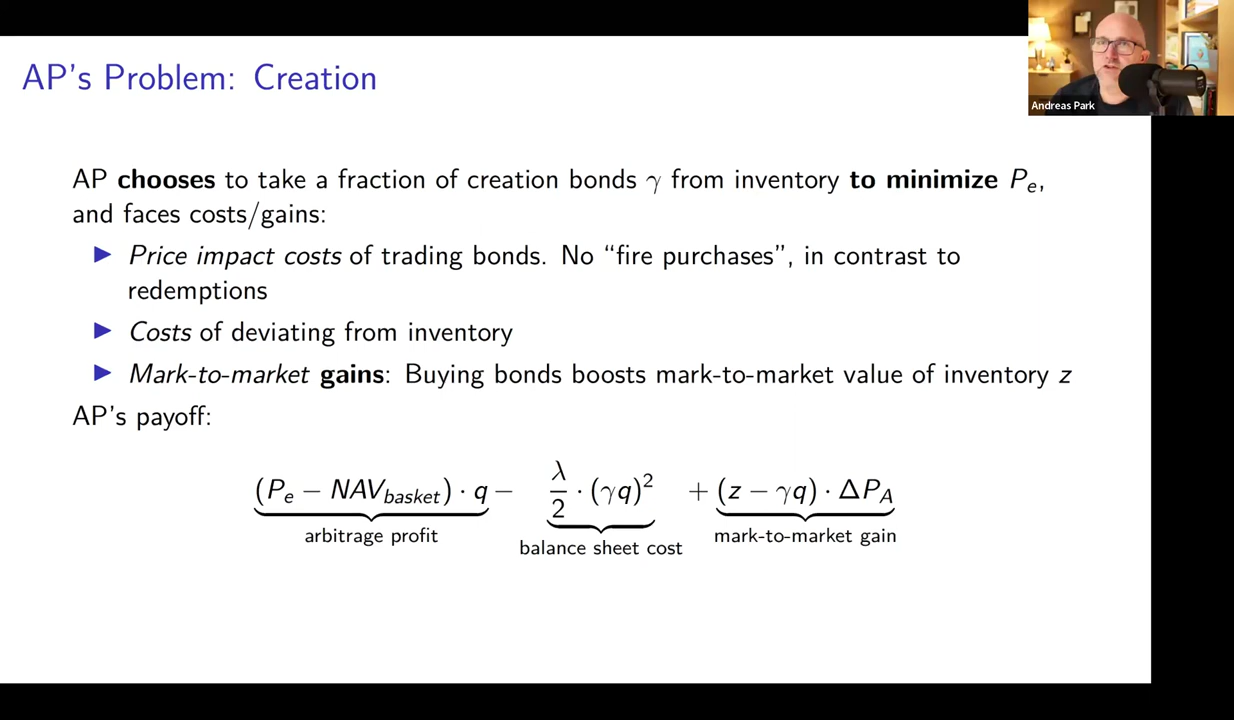 AP's Problem: Creation
Andreas Park
AP chooses to take a fraction of creation bonds γ from inventory to minimize Pₑ,
and faces costs/gains:
▶ Price impact costs of trading bonds. No “fire purchases”, in contrast to
redemptions
▶ Costs of deviating from inventory
▶ Mark-to-market gains: Buying bonds boosts mark-to-market value of inventory z
AP's payoff:
(Pₑ − NAV_basket) · q − λ/2 · (γq)² + (z − γq) · ΔP_A
arbitrage profit
balance sheet cost
mark-to-market gain